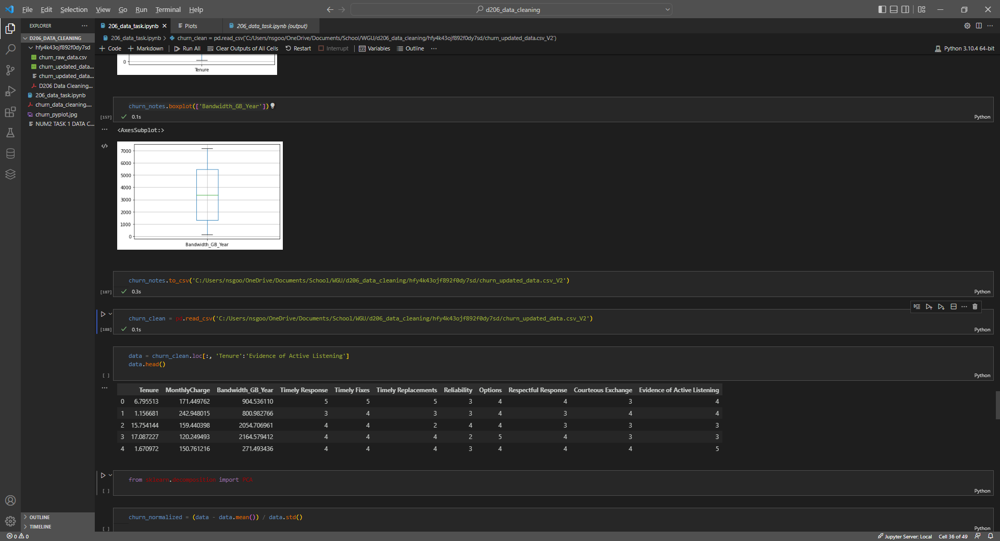 File Edit Selection View Go Run Terminal Help
d206_data_cleaning
EXPLORER
206_data_task.ipynb
Plots
206_data_task.ipynb (output)
D206_DATA_CLEANING
206_data_task.ipynb > churn_clean = pd.read_csv('C:/Users/nsgoo/OneDrive/Documents/School/WGU/d206_data_cleaning/hfy4k43ojf892f0dy7sd/churn_updated_data.csv_V2')
hfy4k43ojf892f0dy7sd
+ Code + Markdown Run All Clear Outputs of All Cells Restart Interrupt Variables Outline ...
Python 3.10.4 64-bit
churn_raw_data.csv
churn_updated_data...
churn_updated_data...
D206 Data Cleaning...
206_data_task.ipynb
churn_data_cleaning....
churn_pyplot.jpg
NUM2 TASK 1 DATA C...
0
Tenure
churn_notes.boxplot(['Bandwidth_GB_Year'])
[157] 0.1s
Python
<AxesSubplot:>
7000
6000
5000
4000
3000
2000
1000
0
Bandwidth_GB_Year
churn_notes.to_csv('C:/Users/nsgoo/OneDrive/Documents/School/WGU/d206_data_cleaning/hfy4k43ojf892f0dy7sd/churn_updated_data.csv_V2')
[187] 0.3s
Python
churn_clean = pd.read_csv('C:/Users/nsgoo/OneDrive/Documents/School/WGU/d206_data_cleaning/hfy4k43ojf892f0dy7sd/churn_updated_data.csv_V2')
[188] 0.1s
Python
data = churn_clean.loc[:, 'Tenure':'Evidence of Active Listening']
data.head()
[ ]
Python
Tenure MonthlyCharge Bandwidth_GB_Year Timely Response Timely Fixes Timely Replacements Reliability Options Respectful Response Courteous Exchange Evidence of Active Listening
0 6.795513 171.449762 904.536110 5 5 5 3 4 4 3 4
1 1.156681 242.948015 800.982766 3 4 3 3 4 3 4 4
2 15.754144 159.440398 2054.706961 4 4 2 4 4 3 3 3
3 17.087227 120.249493 2164.579412 4 4 4 2 5 4 3 3
4 1.670972 150.761216 271.493436 4 4 4 3 4 4 4 5
from sklearn.decomposition import PCA
[ ]
Python
churn_normalized = (data - data.mean()) / data.std()
[ ]
Python
OUTLINE
TIMELINE
0 0
Jupyter Server: Local Cell 36 of 49